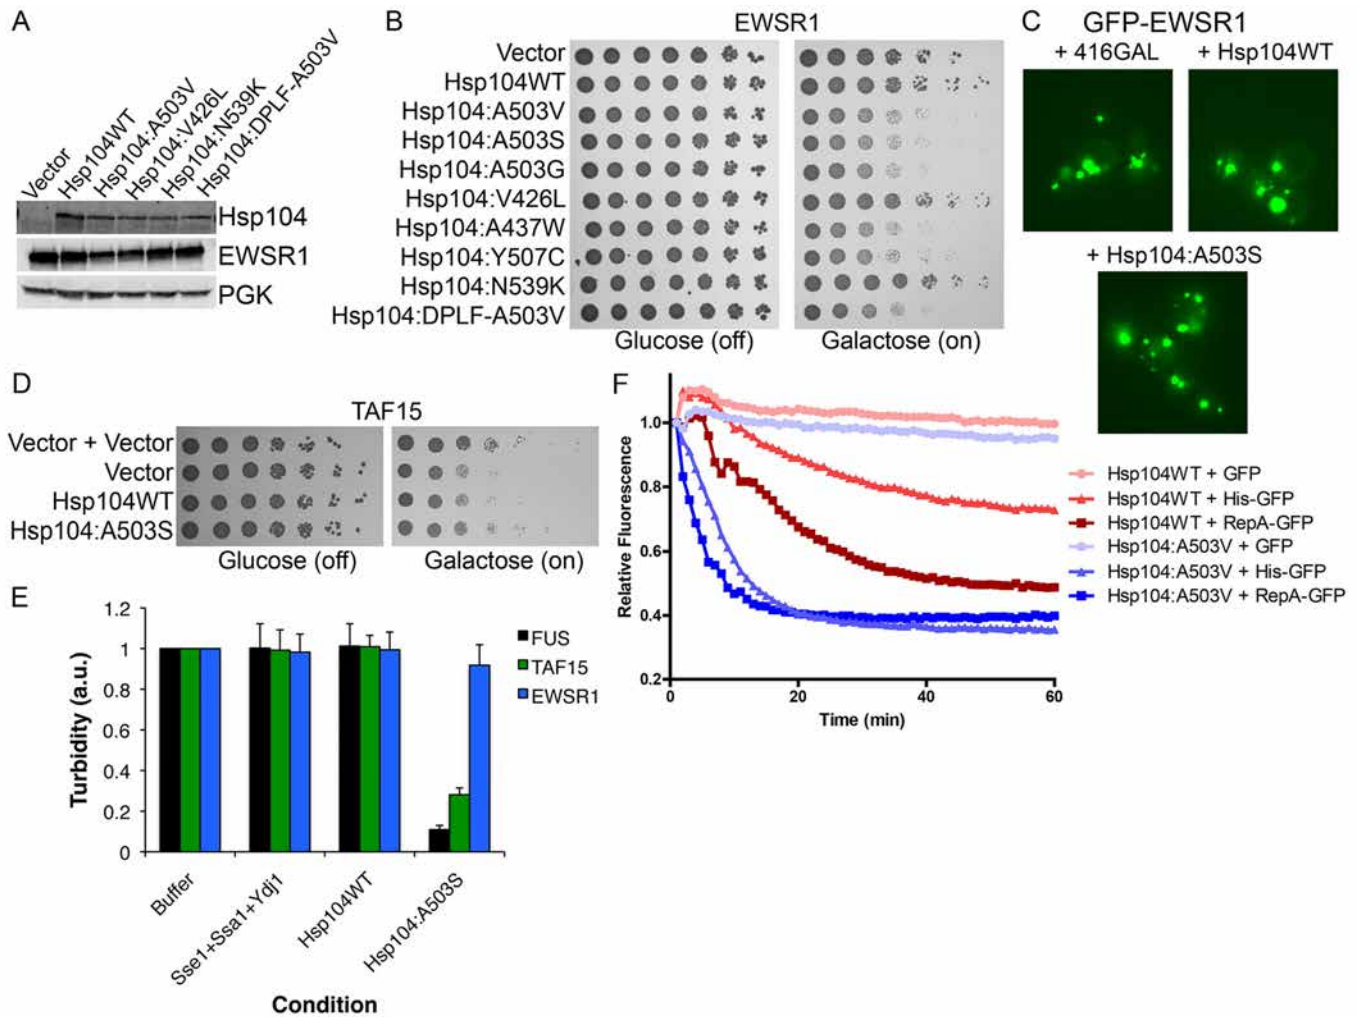 A
Vector
Hsp104WT
Hsp104:A503V
Hsp104:V426L
Hsp104:N539K
Hsp104:DPLF-A503V
Hsp104
EWSR1
PGK
B
EWSR1
Vector
Hsp104WT
Hsp104:A503V
Hsp104:A503S
Hsp104:A503G
Hsp104:V426L
Hsp104:A437W
Hsp104:Y507C
Hsp104:N539K
Hsp104:DPLF-A503V
Glucose (off)
Galactose (on)
C
GFP-EWSR1
+ 416GAL
+ Hsp104WT
+ Hsp104:A503S
D
TAF15
Vector + Vector
Vector
Hsp104WT
Hsp104:A503S
Glucose (off)
Galactose (on)
E
Turbidity (a.u.)
1.2
1
0.8
0.6
0.4
0.2
0
FUS
TAF15
EWSR1
Buffer
Sse1+Ssa1+Ydj1
Hsp104WT
Hsp104:A503S
Condition
F
Relative Fluorescence
1.0
0.8
0.6
0.4
0.2
0
20
40
60
Time (min)
Hsp104WT + GFP
Hsp104WT + His-GFP
Hsp104WT + RepA-GFP
Hsp104:A503V + GFP
Hsp104:A503V + His-GFP
Hsp104:A503V + RepA-GFP